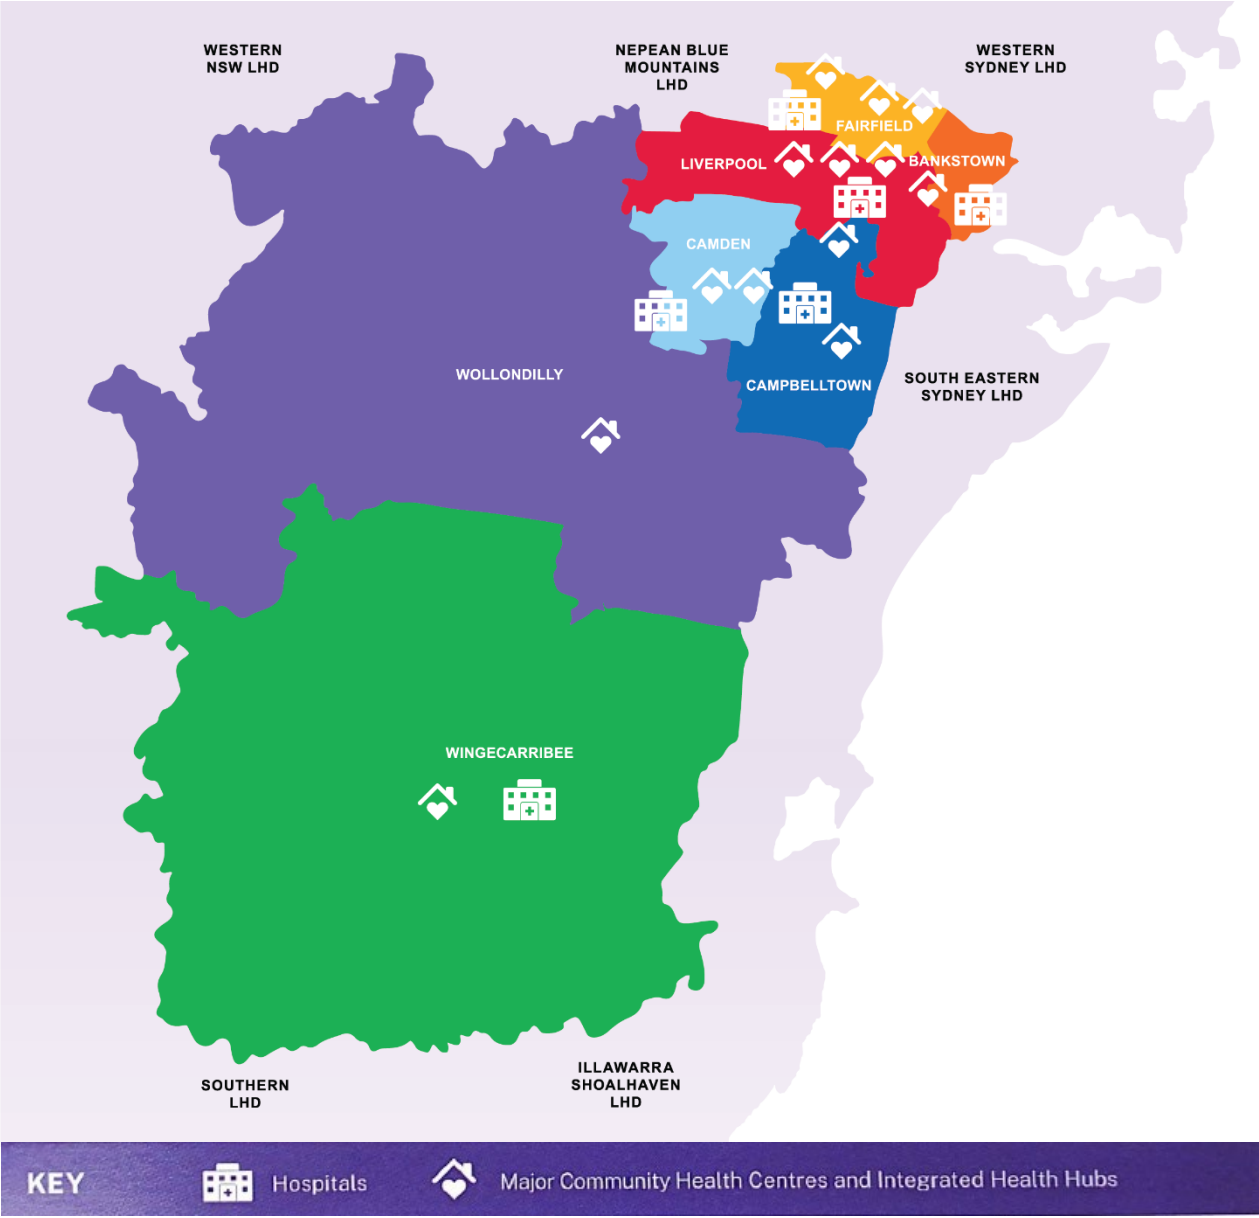 WESTERN
NSW LHD
NEPEAN BLUE
MOUNTAINS
LHD
WESTERN
SYDNEY LHD
FAIRFIELD
LIVERPOOL
BANKSTOWN
CAMDEN
WOLLONDILLY
CAMPBELLTOWN
SOUTH EASTERN
SYDNEY LHD
WINGECARRIBEE
SOUTHERN
LHD
ILLAWARRA
SHOALHAVEN
LHD
KEY
Hospitals
Major Community Health Centres and Integrated Health Hubs